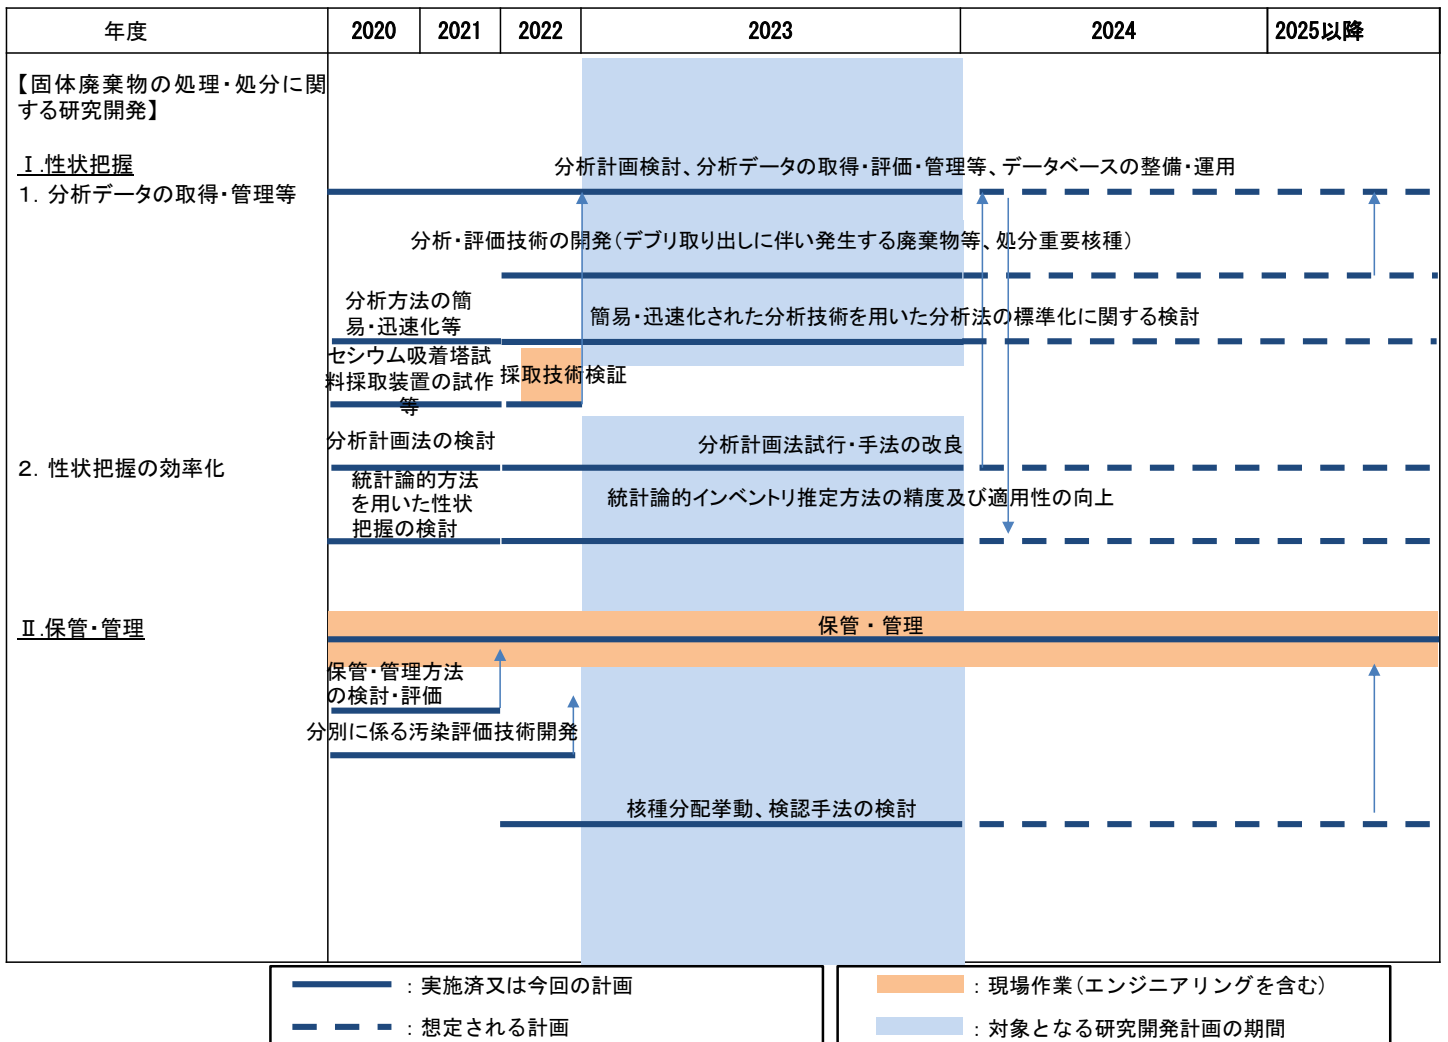 年度 2020 2021 2022 2023 2024 2025以降
【固体廃棄物の処理・処分に関
する研究開発】
Ⅰ.性状把握
1. 分析データの取得・管理等
分析計画検討、分析データの取得・評価・管理等、データベースの整備・運用
分析・評価技術の開発（デブリ取り出しに伴い発生する廃棄物等、処分重要核種）
分析方法の簡
易・迅速化等
簡易・迅速化された分析技術を用いた分析法の標準化に関する検討
セシウム吸着塔試
料採取装置の試作
等
採取技術検証
2. 性状把握の効率化
分析計画法の検討
分析計画法試行・手法の改良
統計論的方法
を用いた性状
把握の検討
統計論的インベントリ推定方法の精度及び適用性の向上
Ⅱ.保管・管理
保管・管理
保管・管理方法
の検討・評価
分別に係る汚染評価技術開発
核種分配挙動、検認手法の検討
：実施済又は今回の計画
：想定される計画
：現場作業（エンジニアリングを含む）
：対象となる研究開発計画の期間